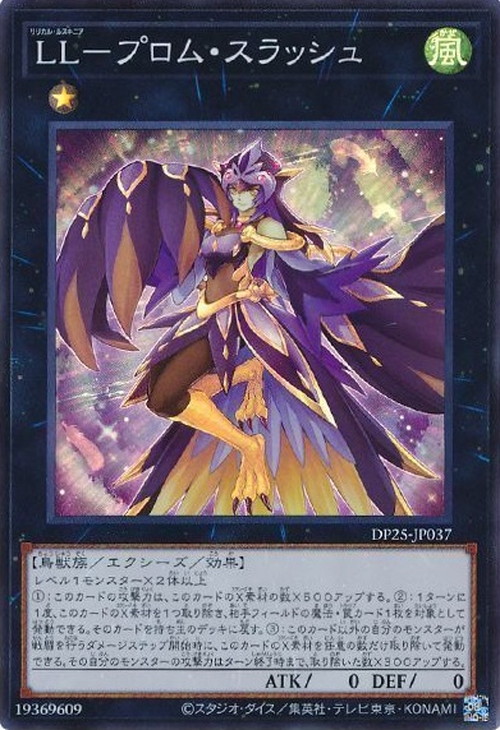 リリカル・ルスキニア
LL－プロム・スラッシュ
風
DP25-JP037
【鳥獣族／エクシーズ／効果】
レベル１モンスター×２体以上
①：このカードの攻撃力は、このカードのX素材の数×５００アップする。②：１ターンに
１度、このカードのX素材を１つ取り除き、相手フィールドの魔法・罠カード１枚を対象として
発動できる。そのカードを持ち主のデッキに戻す。③：このカード以外の自分のモンスターが
戦闘を行うダメージステップ開始時に、このカードのX素材を任意の数だけ取り除いて発動
できる。その自分のモンスターの攻撃力はターン終了時まで、取り除いた数×３００アップする。
ATK/ 0 DEF/ 0
19369609 ©スタジオ・ダイス／集英社・テレビ東京・KONAMI